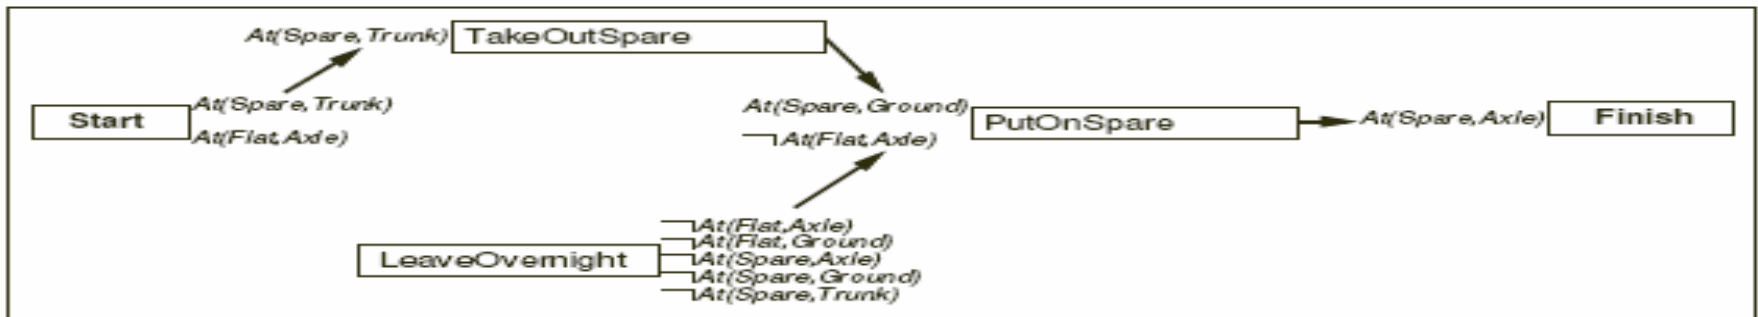 At(Spare,Trunk) TakeOutSpare
At(Spare,Trunk)
Start
At(Flat,Axle)
At(Spare,Ground)
¬At(Flat,Axle)
PutOnSpare
At(Spare,Axle) Finish
¬At(Flat,Axle)
¬At(Flat,Ground)
LeaveOvernight ¬At(Spare,Axle)
¬At(Spare,Ground)
¬At(Spare,Trunk)